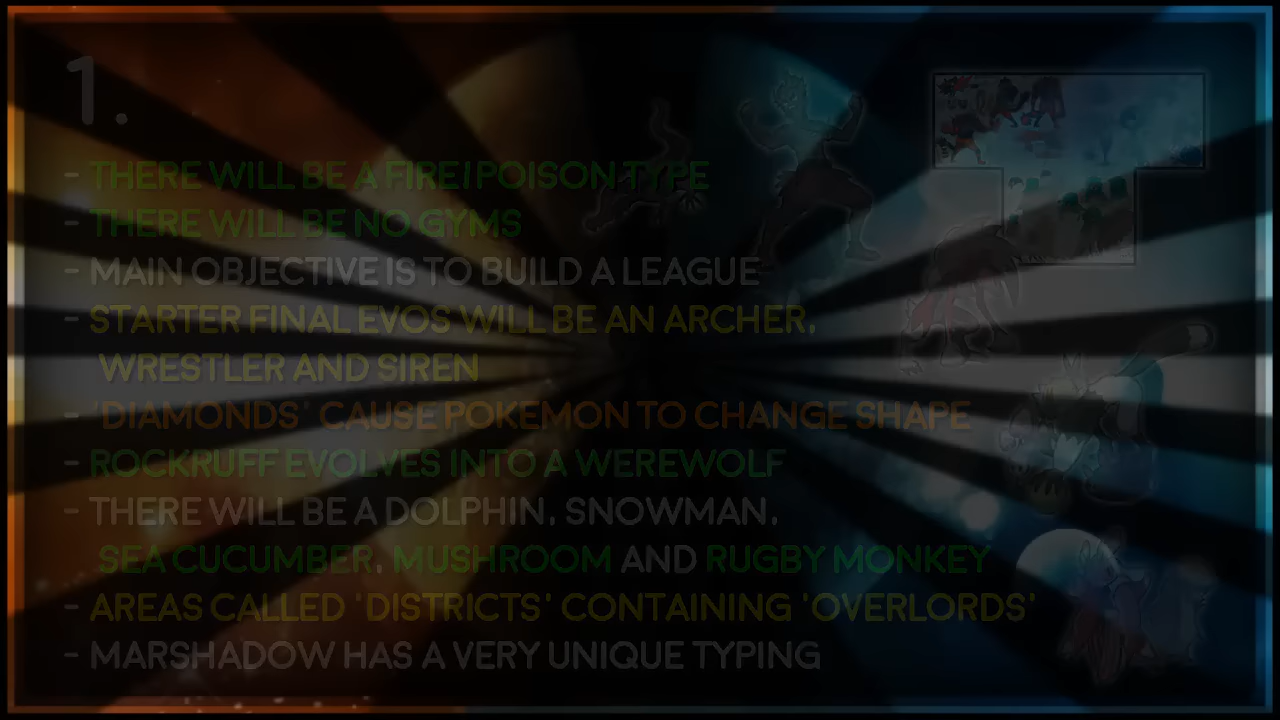 1.
- THERE WILL BE A FIRE/POISON TYPE
- THERE WILL BE NO GYMS
- MAIN OBJECTIVE IS TO BUILD A LEAGUE
- STARTER FINAL EVOS WILL BE AN ARCHER,
WRESTLER AND SIREN
- 'DIAMONDS' CAUSE POKEMON TO CHANGE SHAPE
- ROCKRUFF EVOLVES INTO A WEREWOLF
- THERE WILL BE A DOLPHIN, SNOWMAN,
SEA CUCUMBER, MUSHROOM AND RUGBY MONKEY
- AREAS CALLED 'DISTRICTS' CONTAINING 'OVERLORDS'
- MARSHADOW HAS A VERY UNIQUE TYPING